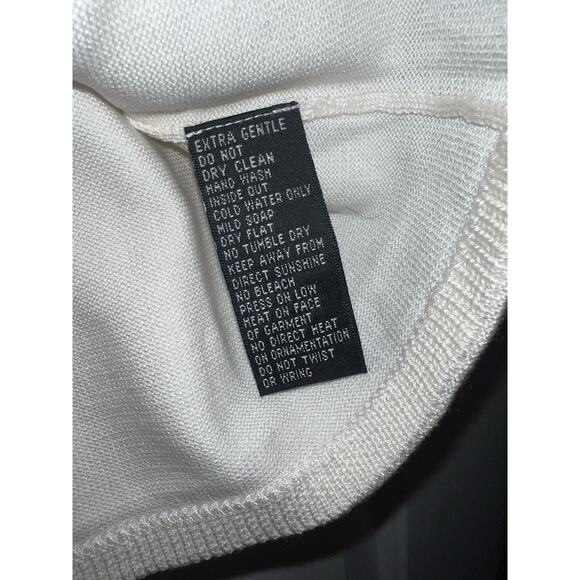 EXTRA GENTLE
DO NOT
DRY CLEAN
HAND WASH
INSIDE OUT
COLD WATER ONLY
MILD SOAP
DRY FLAT
NO TUMBLE DRY
KEEP AWAY FROM
DIRECT SUNSHINE
NO BLEACH
PRESS ON LOW
HEAT ON FACE
OF GARMENT
NO DIRECT HEAT
ON ORNAMENTATION
DO NOT TWIST
OR WRING